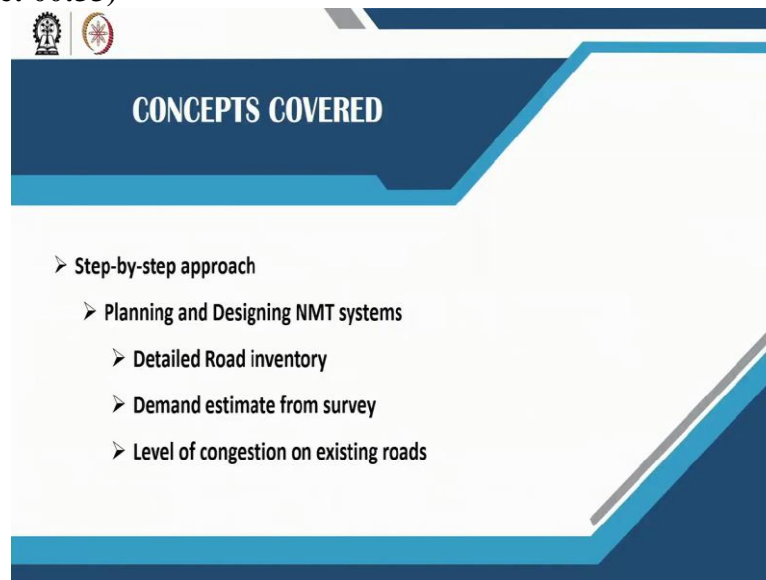 CONCEPTS COVERED
➤ Step-by-step approach
➤ Planning and Designing NMT systems
➤ Detailed Road inventory
➤ Demand estimate from survey
➤ Level of congestion on existing roads